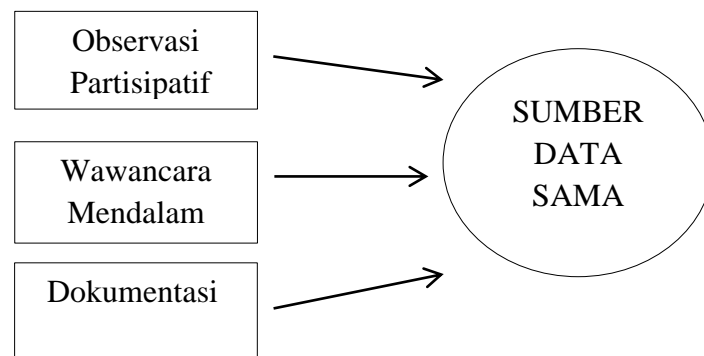 Observasi
Partisipatif
Wawancara
Mendalam
Dokumentasi
SUMBER
DATA
SAMA